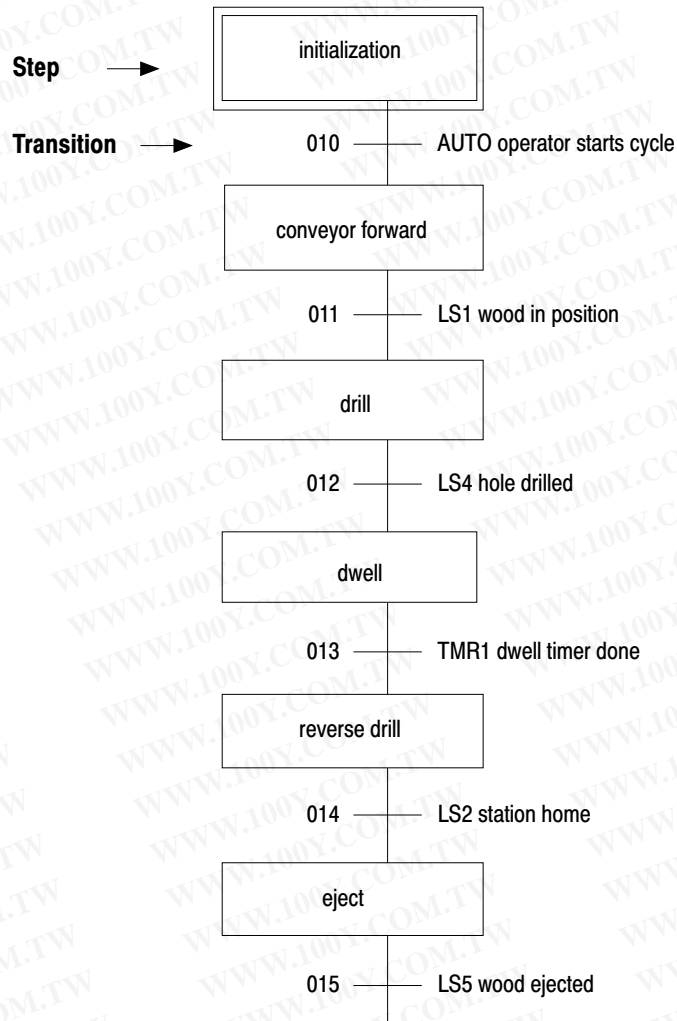 initialization
Step
Transition
010 AUTO operator starts cycle
conveyor forward
011 LS1 wood in position
drill
012 LS4 hole drilled
dwell
013 TMR1 dwell timer done
reverse drill
014 LS2 station home
eject
015 LS5 wood ejected
WWW.100Y.COM.TW